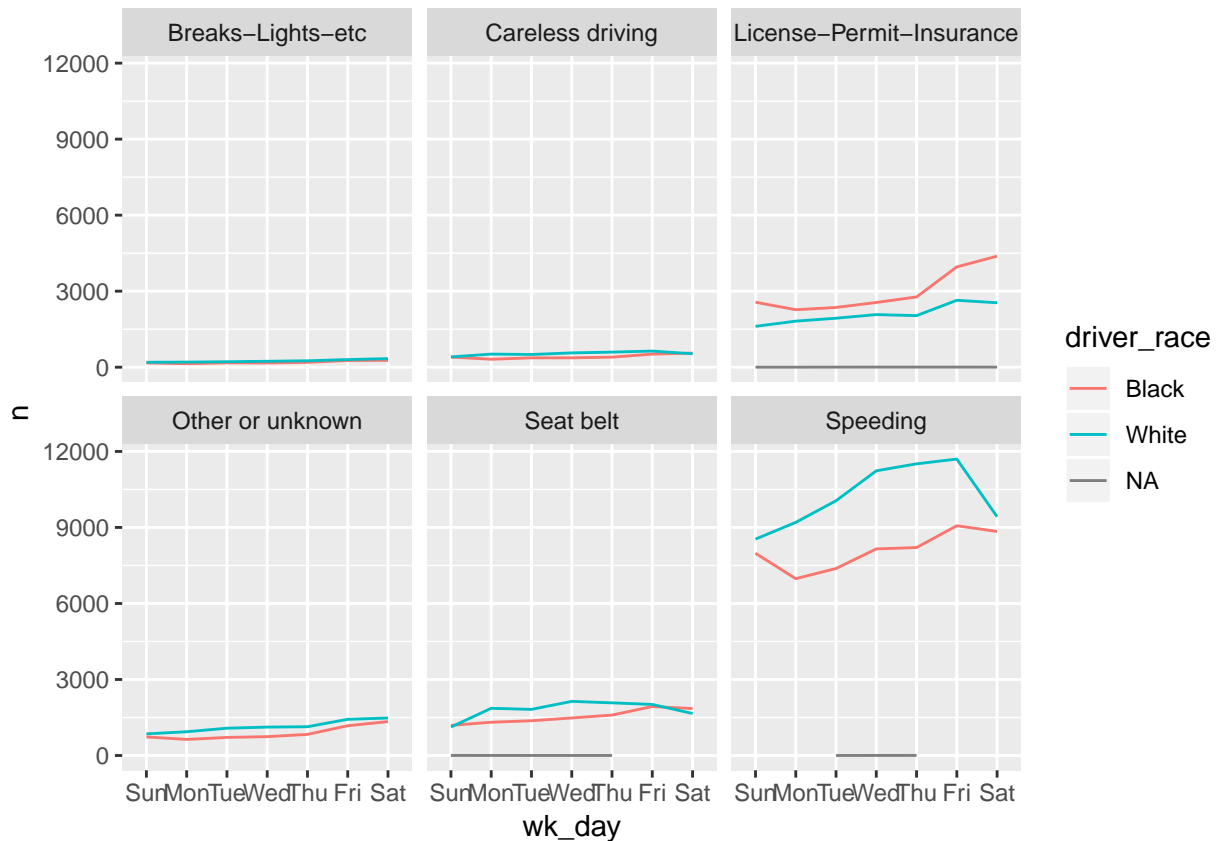 Breaks−Lights−etc
Careless driving
License−Permit−Insurance
12000
9000
6000
3000
0
Other or unknown
Seat belt
Speeding
12000
9000
6000
3000
0
Sun Mon Tue Wed Thu Fri Sat
Sun Mon Tue Wed Thu Fri Sat
Sun Mon Tue Wed Thu Fri Sat
wk_day
n
driver_race
Black
White
NA